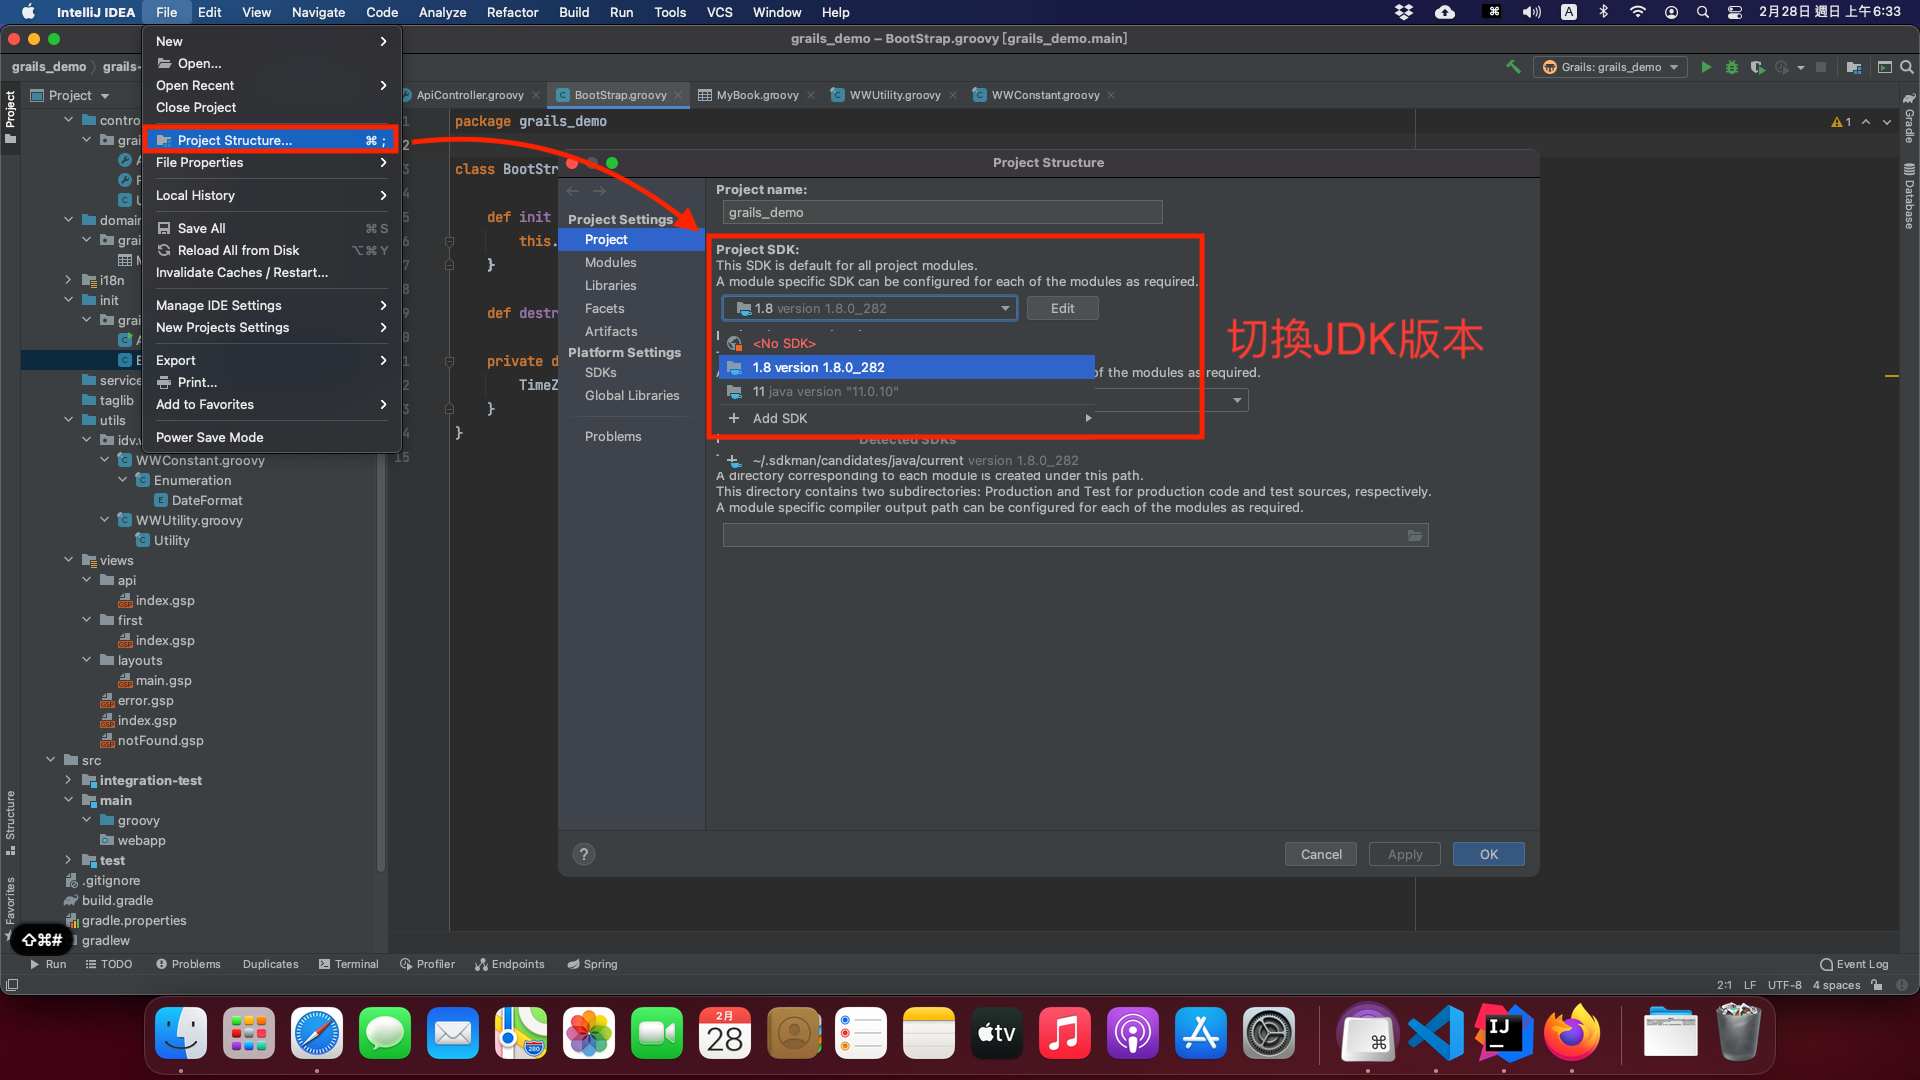 IntelliJ IDEA File Edit View Navigate Code Analyze Refactor Build Run Tools VCS Window Help
⌘ A 2月28日 週日 上午6:33
grails_demo – BootStrap.groovy [grails_demo.main]
grails_demo grails-
Grails: grails_demo
New
Open...
Open Recent
Close Project
Project Structure... ⌘ ;
File Properties
Local History
Save All ⌘ S
Reload All from Disk ⌥⌘Y
Invalidate Caches / Restart...
Manage IDE Settings
New Projects Settings
Export
Print...
Add to Favorites
Power Save Mode
Project
Project
contro
grai
domain
grai
i18n
init
grai
service
taglib
utils
idv.
WWConstant.groovy
Enumeration
DateFormat
WWUtility.groovy
Utility
views
api
index.gsp
first
index.gsp
layouts
main.gsp
error.gsp
index.gsp
notFound.gsp
src
integration-test
main
groovy
webapp
test
.gitignore
build.gradle
gradle.properties
gradlew
Structure
Favorites
⇧⌘#
ApiController.groovy BootStrap.groovy MyBook.groovy WWUtility.groovy WWConstant.groovy
package grails_demo
1
class BootStr
def init
this.
}
def destr
private d
TimeZ
}
}
15
Gradle
Database
Project Structure
Project Settings
Project
Modules
Libraries
Facets
Artifacts
Platform Settings
SDKs
Global Libraries
Problems
Project name:
grails_demo
Project SDK:
This SDK is default for all project modules.
A module specific SDK can be configured for each of the modules as required.
1.8 version 1.8.0_282 Edit
<No SDK>
1.8 version 1.8.0_282
of the modules as required.
11 java version "11.0.10"
Add SDK
Detected SDKs
~/.sdkman/candidates/java/current version 1.8.0_282
A directory corresponding to each module is created under this path.
This directory contains two subdirectories: Production and Test for production code and test sources, respectively.
A module specific compiler output path can be configured for each of the modules as required.
切換JDK版本
? Cancel Apply OK
Run TODO Problems Duplicates Terminal Profiler Endpoints Spring Event Log
2:1 LF UTF-8 4 spaces
2月
28
280
tv
⌘
IJ